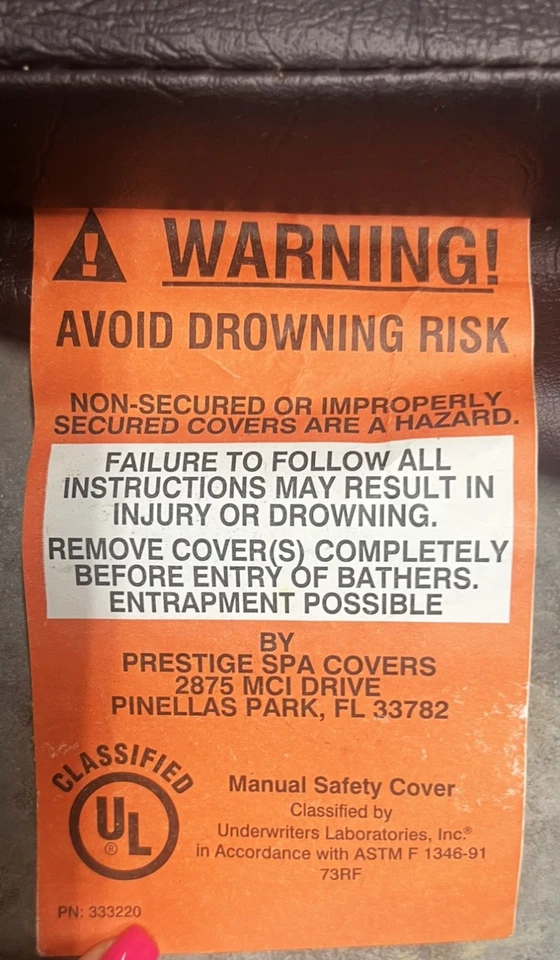 WARNING!
AVOID DROWNING RISK
NON-SECURED OR IMPROPERLY
SECURED COVERS ARE A HAZARD.
FAILURE TO FOLLOW ALL
INSTRUCTIONS MAY RESULT IN
INJURY OR DROWNING.
REMOVE COVER(S) COMPLETELY
BEFORE ENTRY OF BATHERS.
ENTRAPMENT POSSIBLE
BY
PRESTIGE SPA COVERS
2875 MCI DRIVE
PINELLAS PARK, FL 33782
CLASSIFIED
UL®
Manual Safety Cover
Classified by
Underwriters Laboratories, Inc.®
in Accordance with ASTM F 1346-91
73RF
PN: 333220